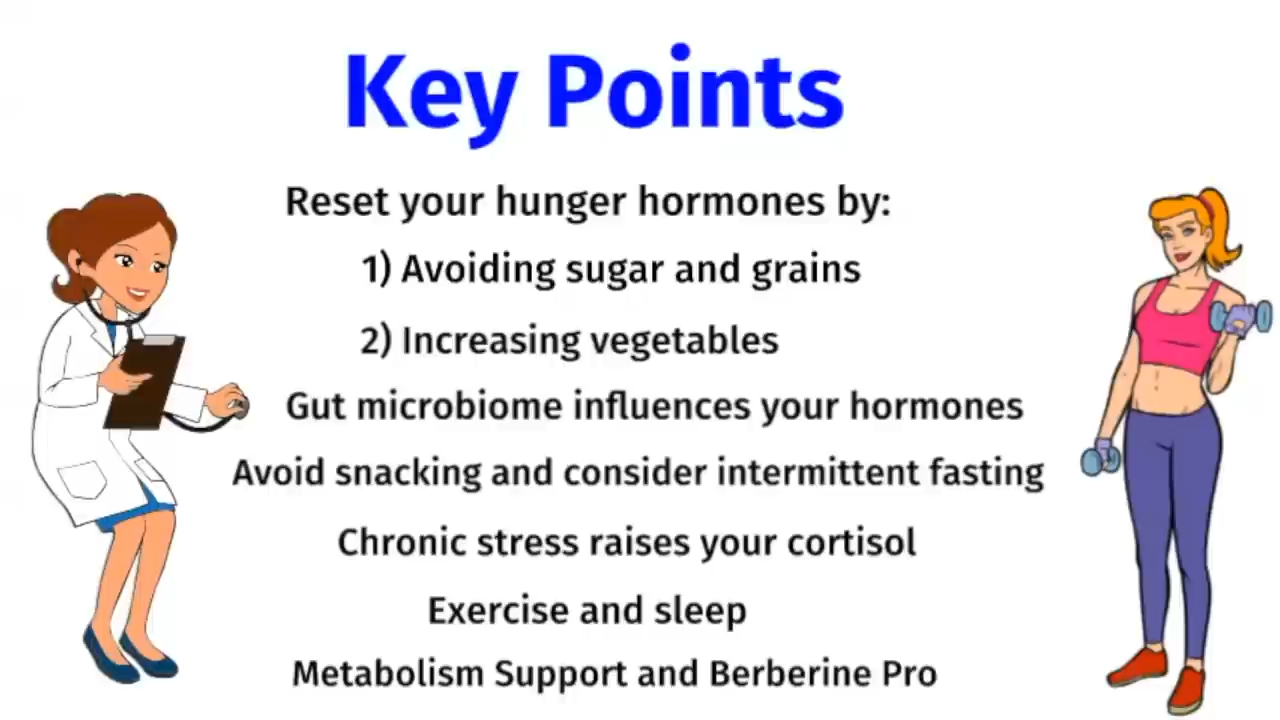 Key Points
Reset your hunger hormones by:
1) Avoiding sugar and grains
2) Increasing vegetables
Gut microbiome influences your hormones
Avoid snacking and consider intermittent fasting
Chronic stress raises your cortisol
Exercise and sleep
Metabolism Support and Berberine Pro